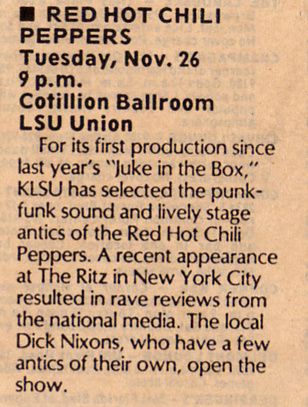 ■ RED HOT CHILI
PEPPERS
Tuesday, Nov. 26
9 p.m.
Cotillion Ballroom
LSU Union
For its first production since
last year's "Juke in the Box,"
KLSU has selected the punk-
funk sound and lively stage
antics of the Red Hot Chili
Peppers. A recent appearance
at The Ritz in New York City
resulted in rave reviews from
the national media. The local
Dick Nixons, who have a few
antics of their own, open the
show.